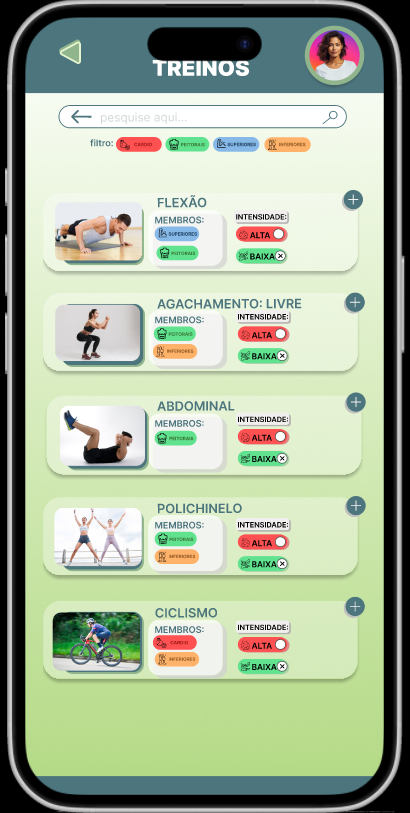 TREINOS
pesquise aqui...
filtro: CARDIO PEITORAIS SUPERIORES INFERIORES
FLEXÃO
MEMBROS: INTENSIDADE:
SUPERIORES ALTA
PEITORAIS BAIXA
AGACHAMENTO: LIVRE
MEMBROS: INTENSIDADE:
PEITORAIS ALTA
INFERIORES BAIXA
ABDOMINAL
MEMBROS: INTENSIDADE:
PEITORAIS ALTA
BAIXA
POLICHINELO
MEMBROS: INTENSIDADE:
PEITORAIS ALTA
INFERIORES BAIXA
CICLISMO
MEMBROS: INTENSIDADE:
CARDIO ALTA
INFERIORES BAIXA